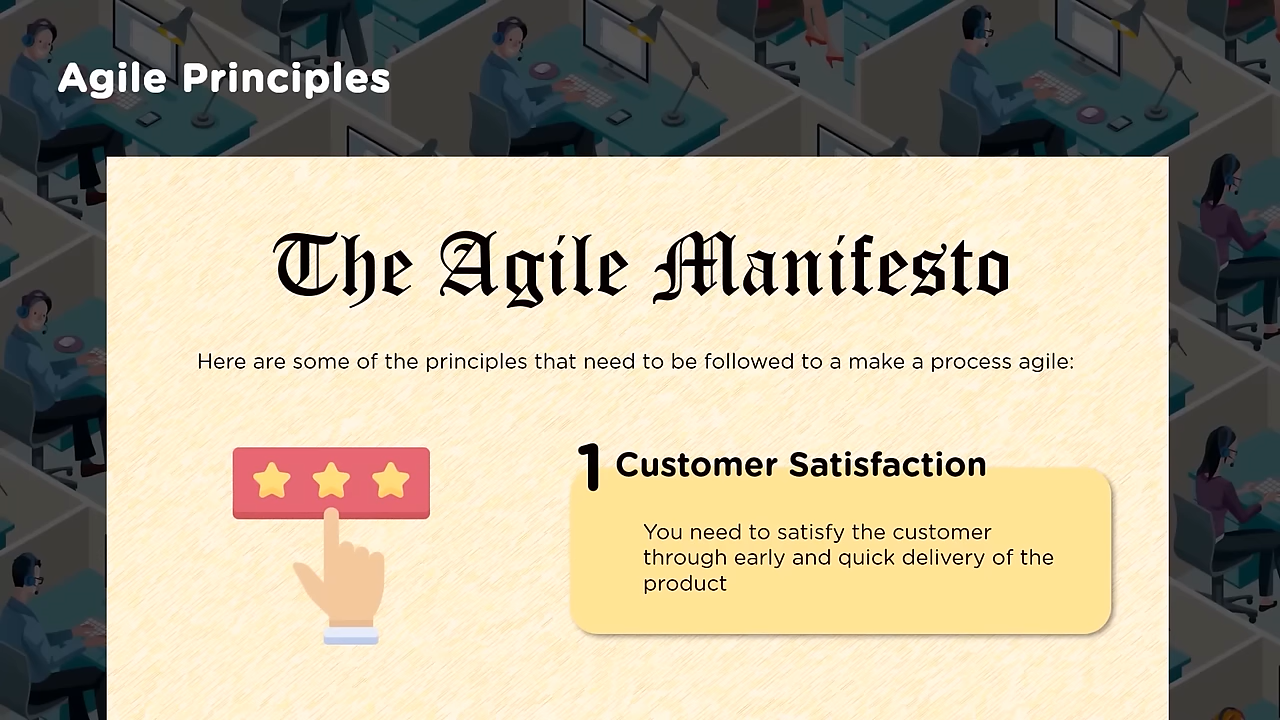 Agile Principles
The Agile Manifesto
Here are some of the principles that need to be followed to a make a process agile:
1 Customer Satisfaction
You need to satisfy the customer
through early and quick delivery of the
product